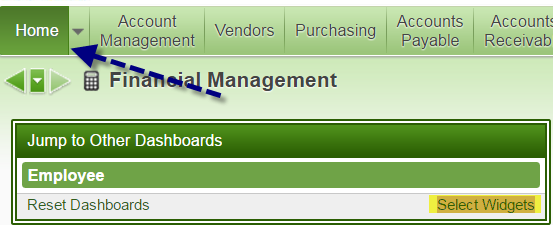 Home
Account
Management
Vendors
Purchasing
Accounts
Payable
Accounts
Receivab
Financial Management
Jump to Other Dashboards
Employee
Reset Dashboards
Select Widgets